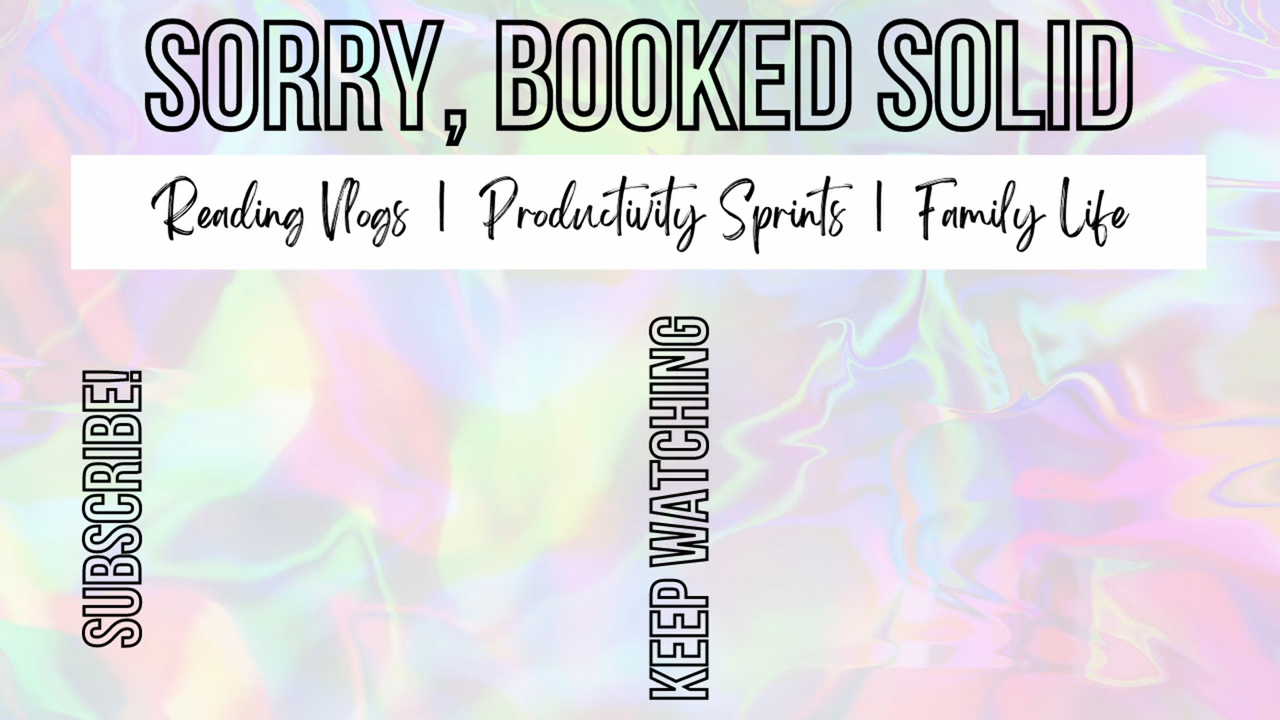 SORRY, BOOKED SOLID
Reading Vlogs | Productivity Sprints | Family Life
SUBSCRIBE!
KEEP WATCHING